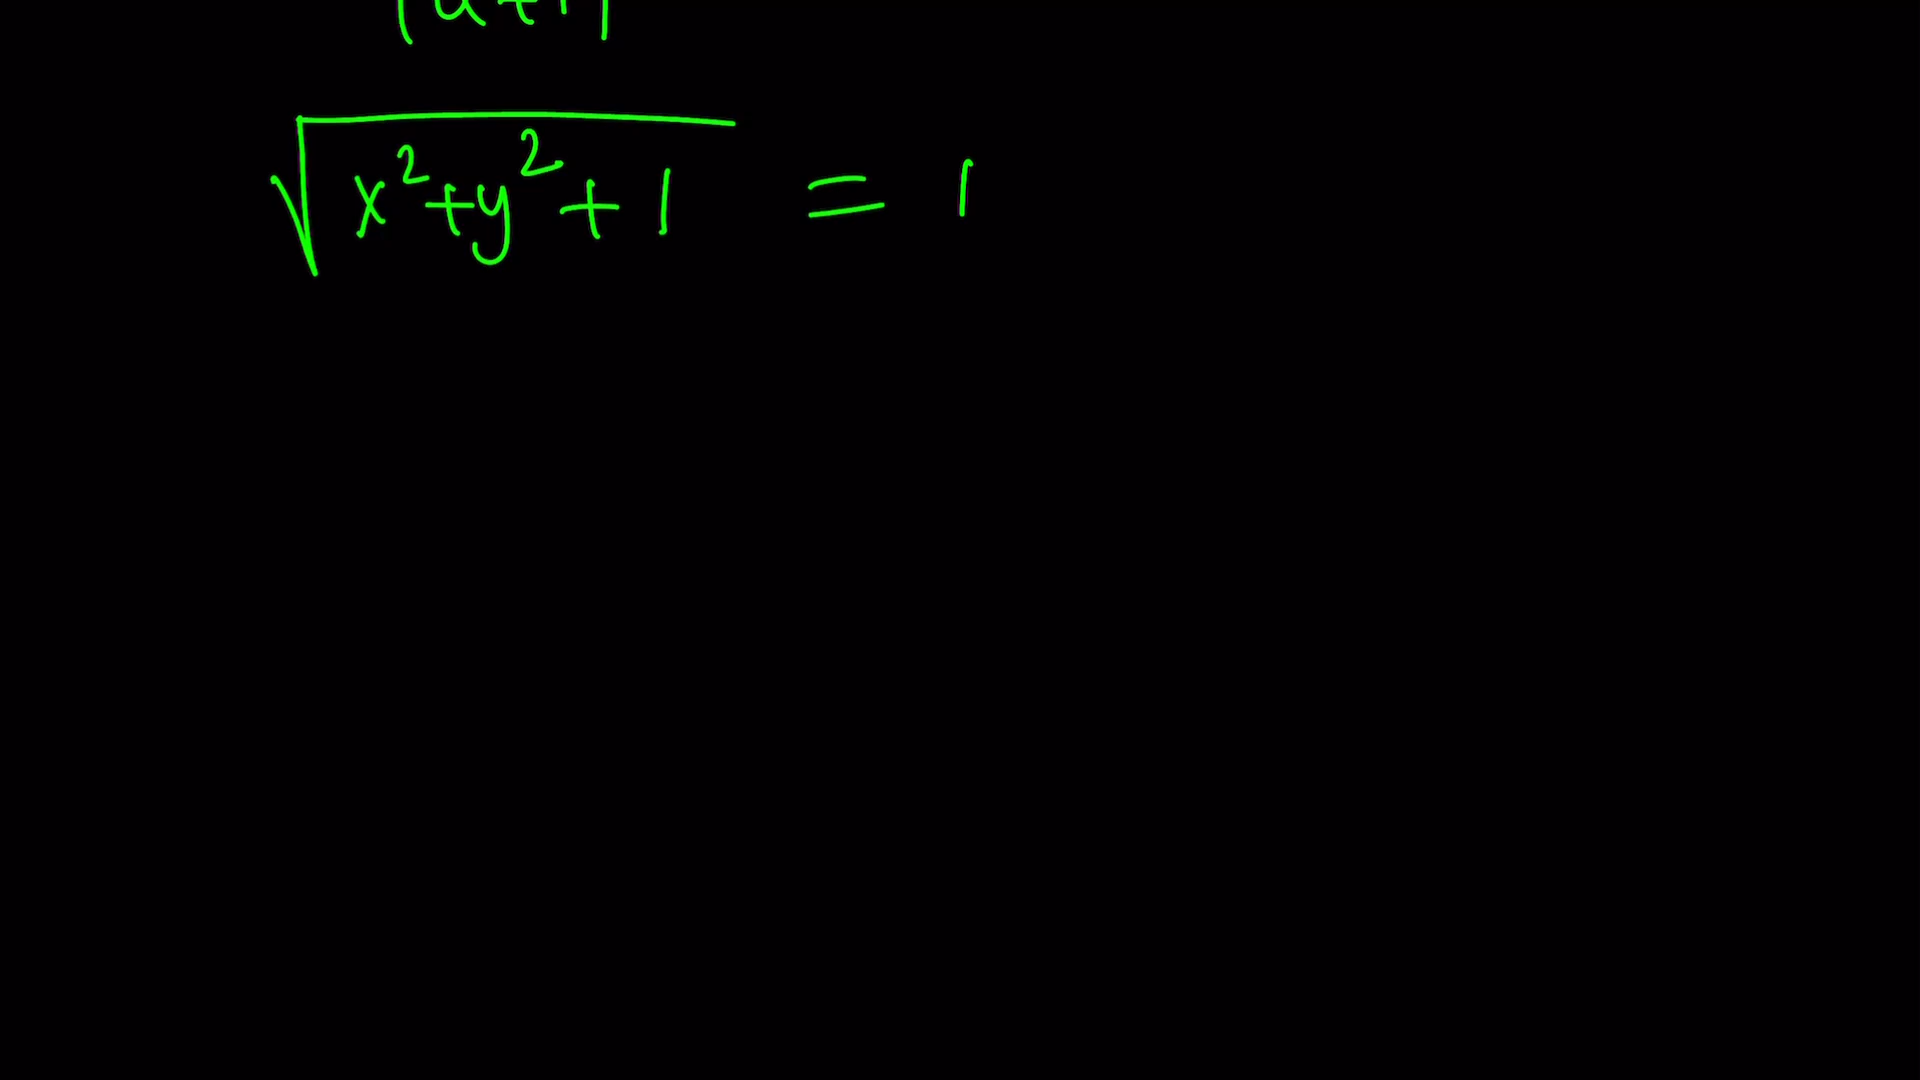 √(x²+y²+1) = 1